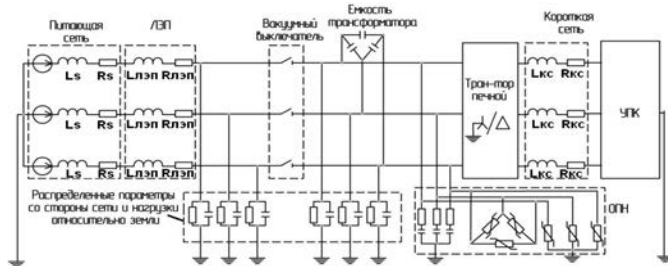 Питающая
сеть
ЛЭП
Вакуумный
выключатель
Емкость
трансформатора
Короткая
сеть
Ls Rs Lлэп Rлэп
Lкс Rкс
Тран-тор
печной
УПК
Ls Rs Lлэп Rлэп
Lкс Rкс
Ls Rs Lлэп Rлэп
Lкс Rкс
Распределенные параметры
со стороны сети и нагрузки
относительно земли
ОПН